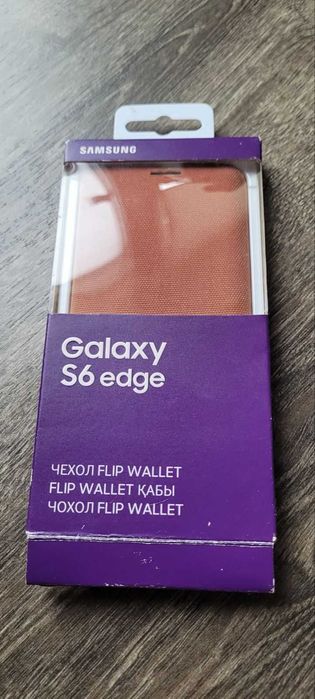 SAMSUNG
Galaxy
S6 edge
ЧЕХОЛ FLIP WALLET
FLIP WALLET ҚАБЫ
ЧОХОЛ FLIP WALLET